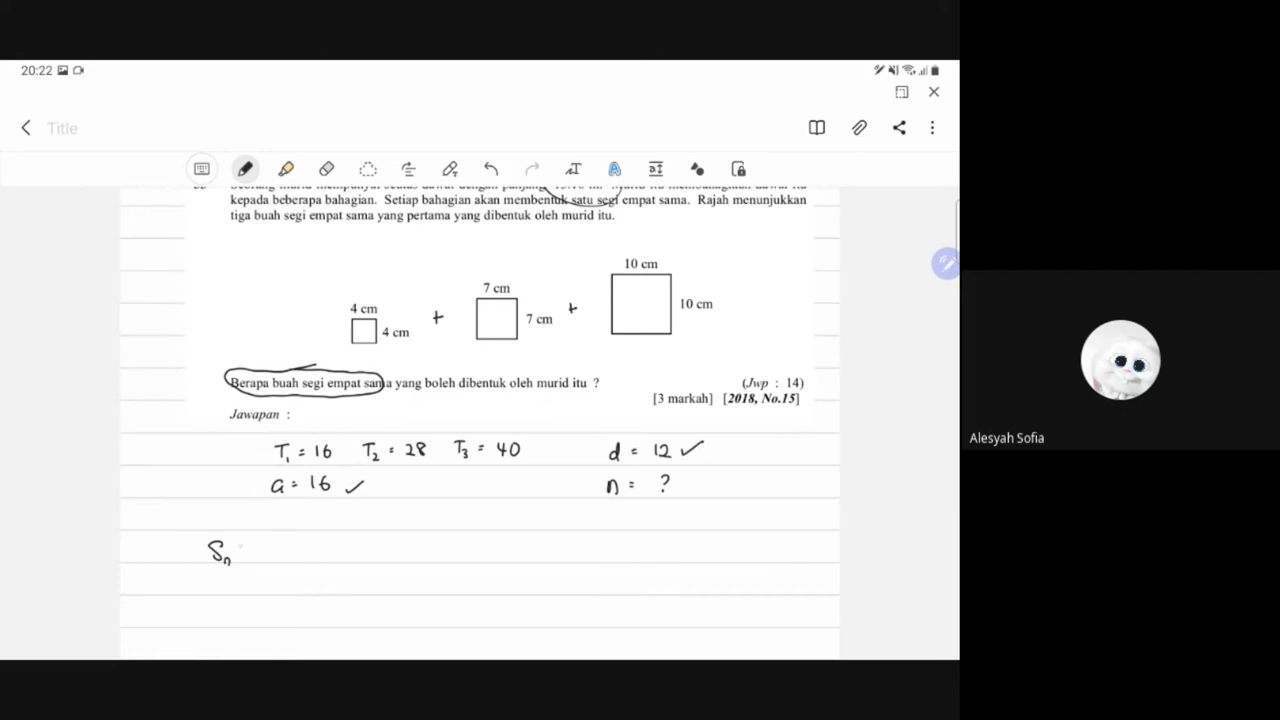 20:22
Title
kepada beberapa bahagian. Setiap bahagian akan membentuk satu segi empat sama. Rajah menunjukkan
tiga buah segi empat sama yang pertama yang dibentuk oleh murid itu.
10 cm
7 cm
4 cm
10 cm
+
+
7 cm
4 cm
Berapa buah segi empat sama yang boleh dibentuk oleh murid itu ?
(Jwp : 14)
[3 markah] [2018, No.15]
Jawapan :
T1 = 16 T2 = 28 T3 = 40 d = 12 ✓
a = 16 ✓ n = ?
Sn
Alesyah Sofia